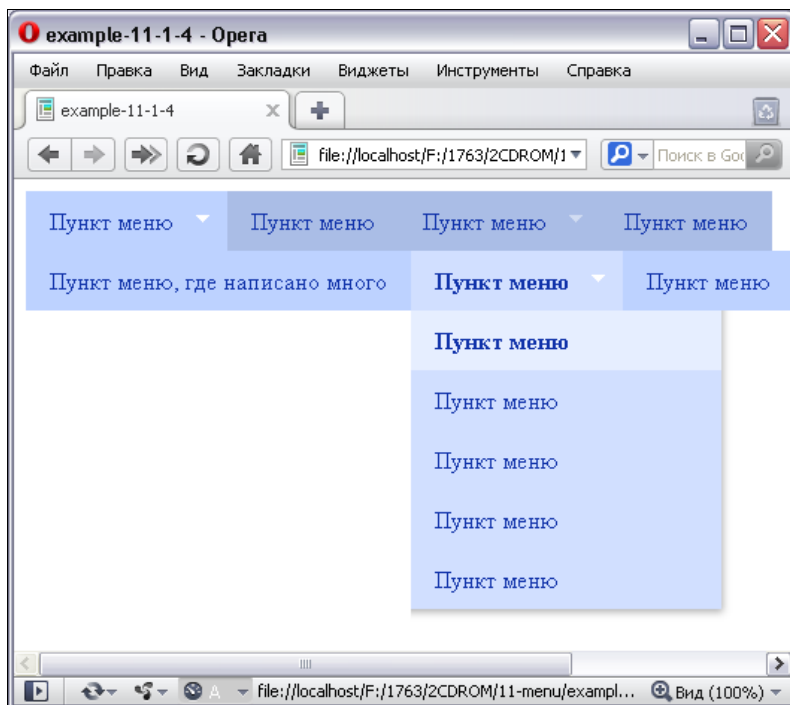 example-11-1-4 - Opera
Файл Правка Вид Закладки Виджеты Инструменты Справка
example-11-1-4
file://localhost/F:/1763/2CDROM/1 Поиск в Goo
Пункт меню Пункт меню Пункт меню Пункт меню
Пункт меню, где написано много Пункт меню Пункт меню
Пункт меню
Пункт меню
Пункт меню
Пункт меню
Пункт меню
A file://localhost/F:/1763/2CDROM/11-menu/exampl... Вид (100%)